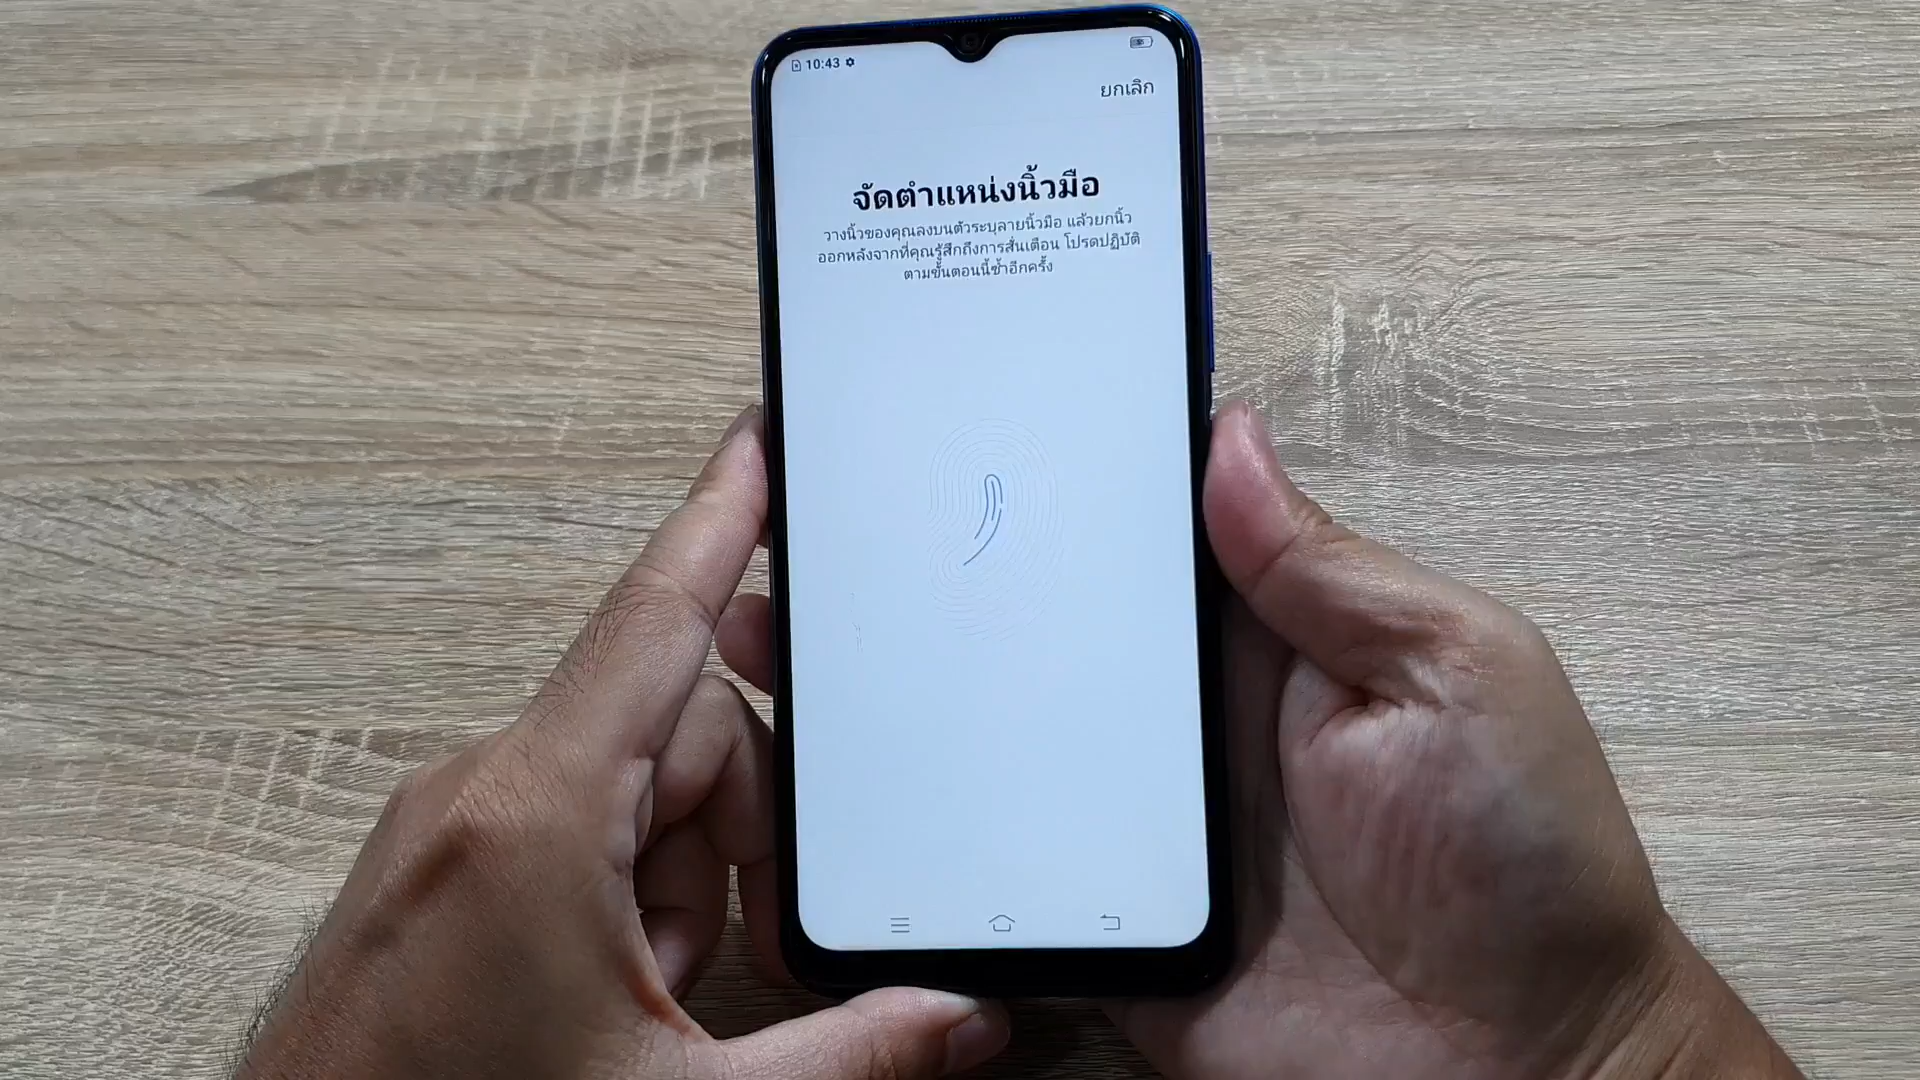 10:43
ยกเลิก
จัดตำแหน่งนิ้วมือ
วางนิ้วของคุณลงบนตัวระบุลายนิ้วมือ แล้วยกนิ้ว
ออกหลังจากที่คุณรู้สึกถึงการสั่นเตือน โปรดปฏิบัติ
ตามขั้นตอนนี้ซ้ำอีกครั้ง